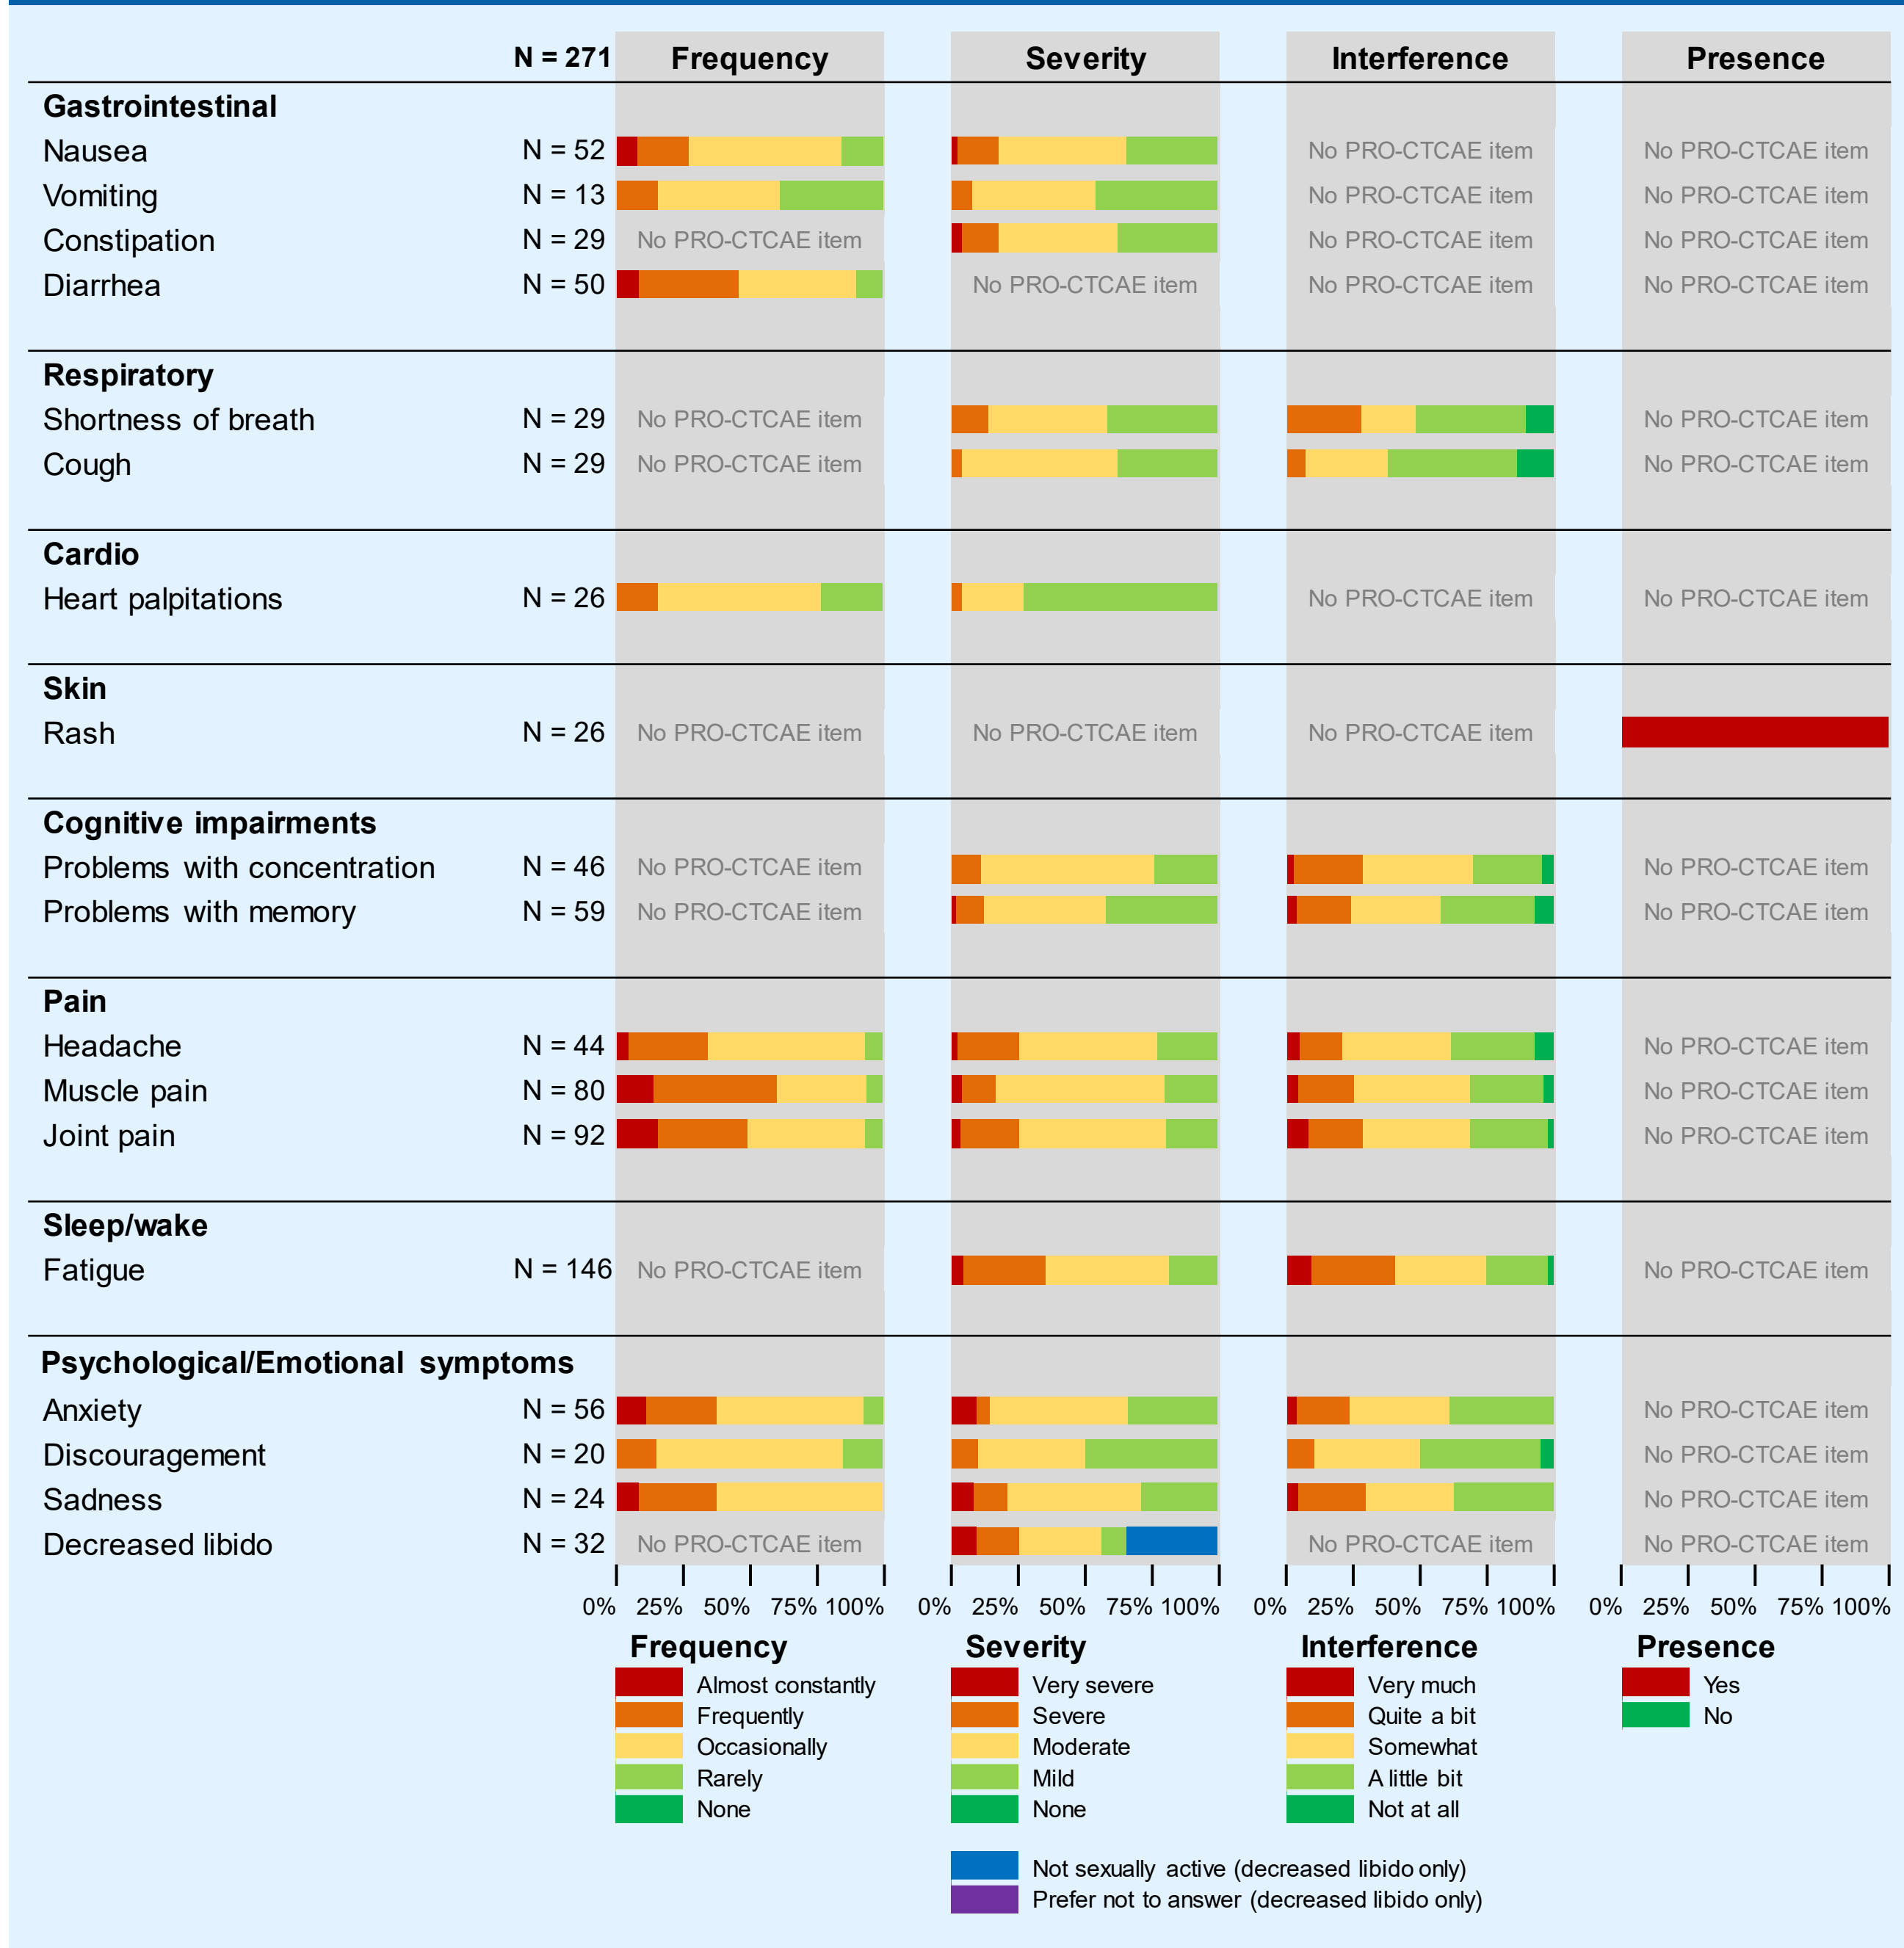 N = 271 Frequency Severity Interference Presence
Gastrointestinal
Nausea N = 52 No PRO-CTCAE item No PRO-CTCAE item
Vomiting N = 13 No PRO-CTCAE item No PRO-CTCAE item
Constipation N = 29 No PRO-CTCAE item No PRO-CTCAE item No PRO-CTCAE item
Diarrhea N = 50 No PRO-CTCAE item No PRO-CTCAE item No PRO-CTCAE item
Respiratory
Shortness of breath N = 29 No PRO-CTCAE item No PRO-CTCAE item
Cough N = 29 No PRO-CTCAE item No PRO-CTCAE item
Cardio
Heart palpitations N = 26 No PRO-CTCAE item No PRO-CTCAE item
Skin
Rash N = 26 No PRO-CTCAE item No PRO-CTCAE item No PRO-CTCAE item
Cognitive impairments
Problems with concentration N = 46 No PRO-CTCAE item No PRO-CTCAE item
Problems with memory N = 59 No PRO-CTCAE item No PRO-CTCAE item
Pain
Headache N = 44 No PRO-CTCAE item
Muscle pain N = 80 No PRO-CTCAE item
Joint pain N = 92 No PRO-CTCAE item
Sleep/wake
Fatigue N = 146 No PRO-CTCAE item No PRO-CTCAE item
Psychological/Emotional symptoms
Anxiety N = 56 No PRO-CTCAE item
Discouragement N = 20 No PRO-CTCAE item
Sadness N = 24 No PRO-CTCAE item
Decreased libido N = 32 No PRO-CTCAE item No PRO-CTCAE item No PRO-CTCAE item
0% 25% 50% 75% 100% 0% 25% 50% 75% 100% 0% 25% 50% 75% 100% 0% 25% 50% 75% 100%
Frequency Severity Interference Presence
Almost constantly Very severe Very much Yes
Frequently Severe Quite a bit No
Occasionally Moderate Somewhat
Rarely Mild A little bit
None None Not at all
Not sexually active (decreased libido only)
Prefer not to answer (decreased libido only)